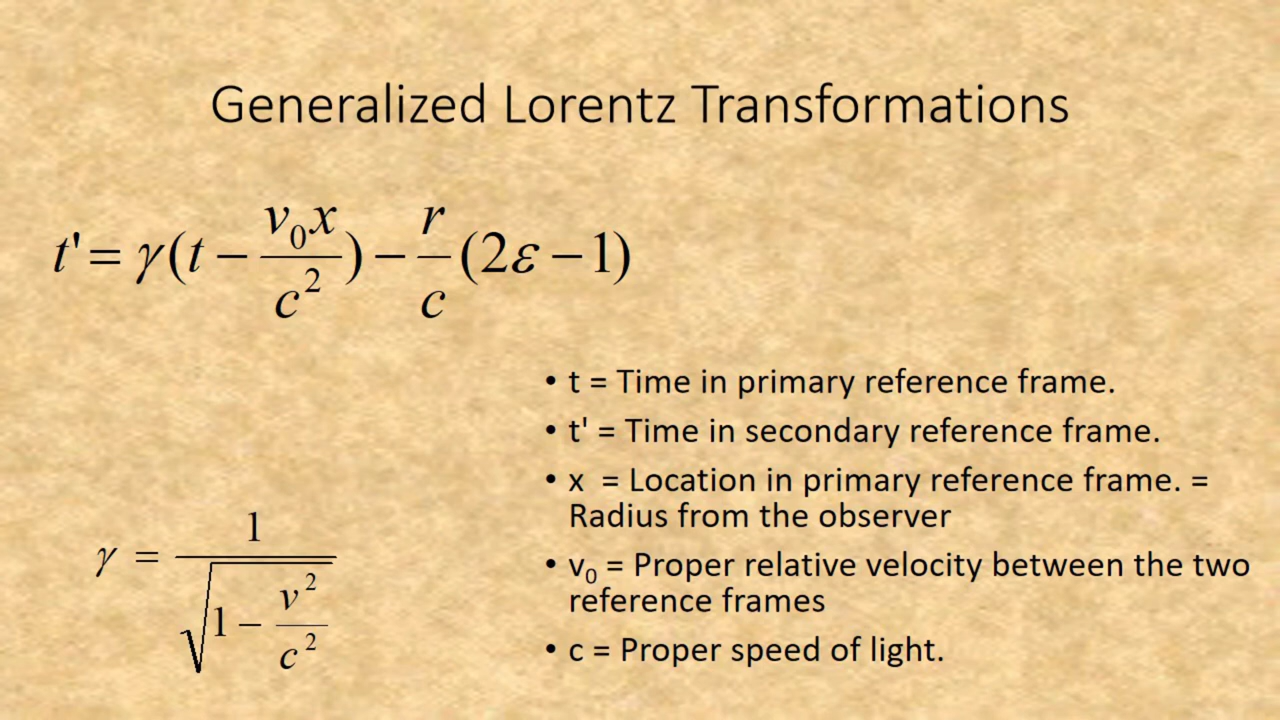 Generalized Lorentz Transformations
t' = γ(t − v₀x/c²) − r/c (2ε − 1)
• t = Time in primary reference frame.
• t' = Time in secondary reference frame.
• x  = Location in primary reference frame. =
Radius from the observer
• v₀ = Proper relative velocity between the two
reference frames
• c = Proper speed of light.
γ = 1/√(1 − v²/c²)